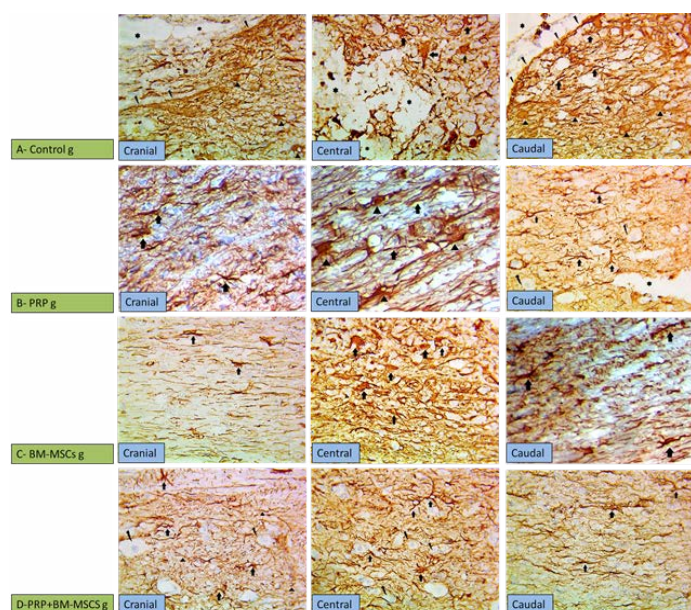 A- Control g
Cranial
Central
Caudal
B- PRP g
Cranial
Central
Caudal
C- BM-MSCs g
Cranial
Central
Caudal
D-PRP+BM-MSCS g
Cranial
Central
Caudal